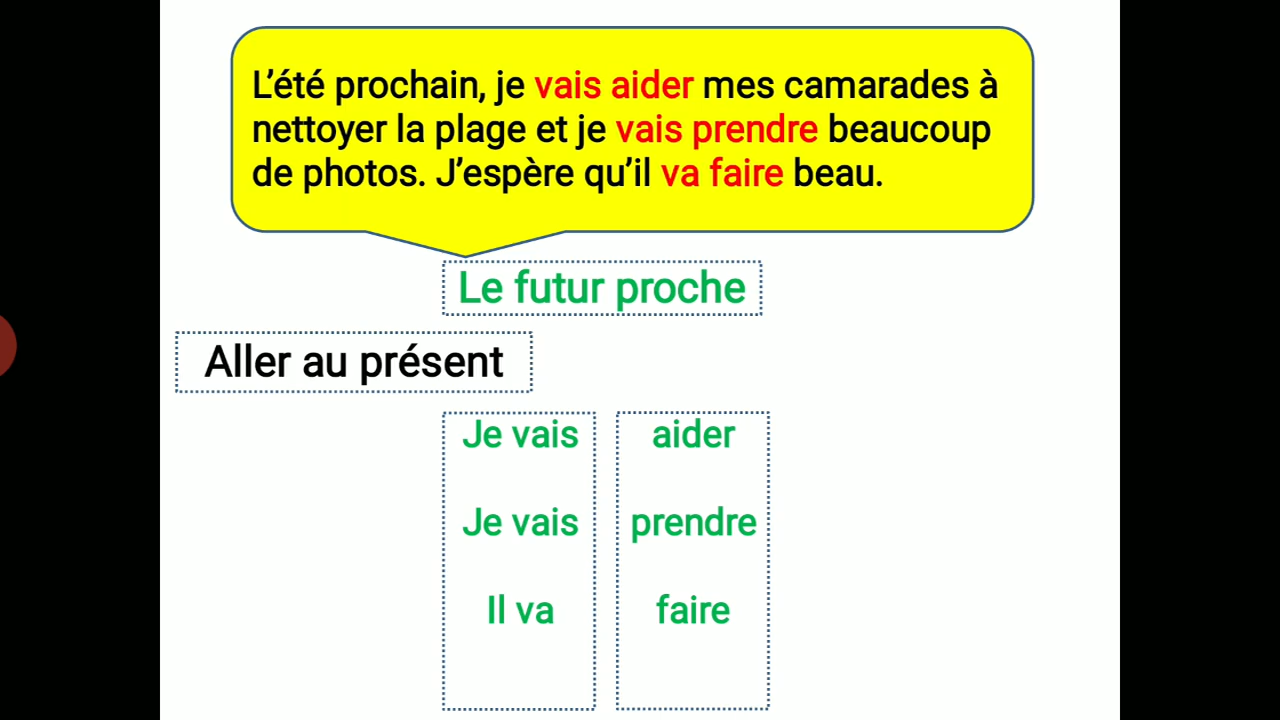 L’été prochain, je vais aider mes camarades à
nettoyer la plage et je vais prendre beaucoup
de photos. J’espère qu’il va faire beau.
Le futur proche
Aller au présent
Je vais aider
Je vais prendre
Il va faire